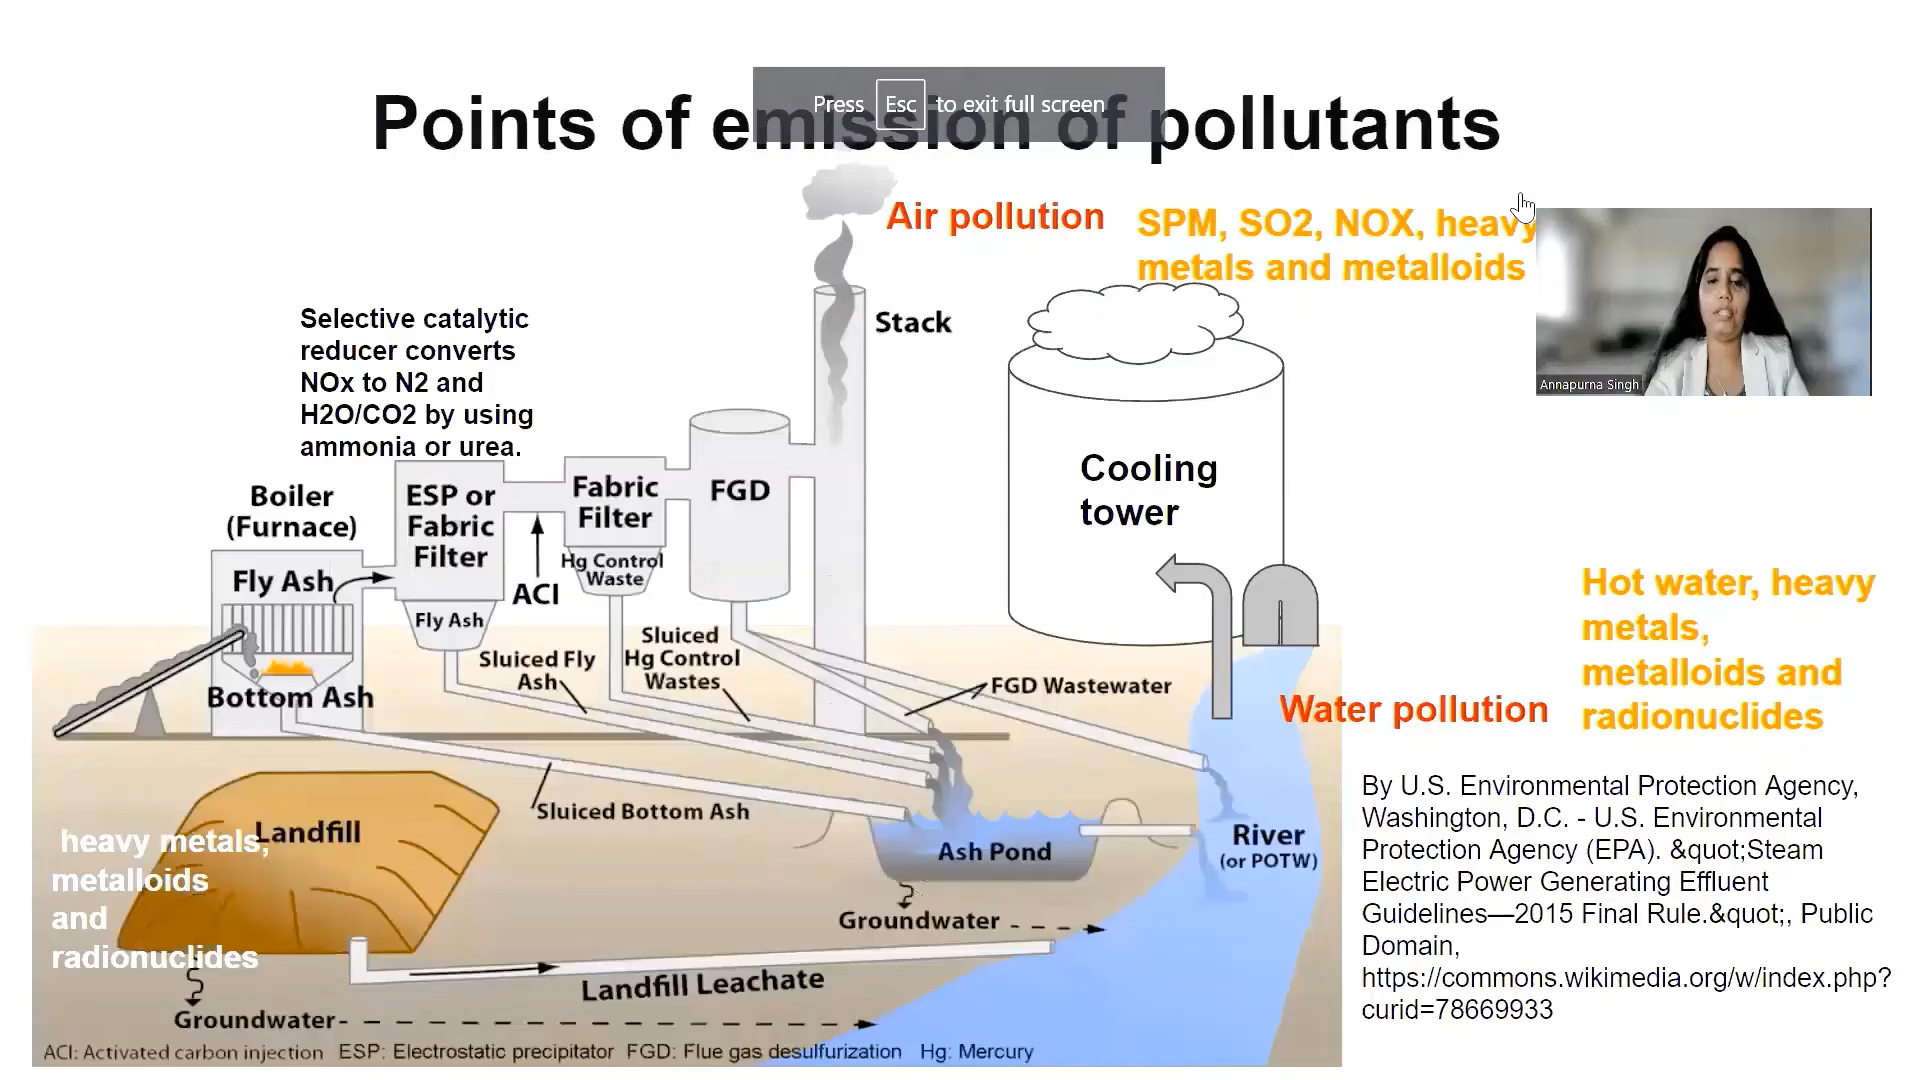 Points of emission of pollutants
Press Esc to exit full screen
Air pollution
SPM, SO2, NOX, heavy
metals and metalloids
Annapurna Singh
Stack
Selective catalytic
reducer converts
NOx to N2 and
H2O/CO2 by using
ammonia or urea.
Cooling
tower
Boiler
(Furnace)
Fly Ash
Bottom Ash
ESP or
Fabric
Filter
Fly Ash
ACI
Fabric
Filter
Hg Control
Waste
FGD
Sluiced Fly
Ash
Sluiced
Hg Control
Wastes
FGD Wastewater
Sluiced Bottom Ash
Water pollution
Hot water, heavy
metals,
metalloids and
radionuclides
Landfill
heavy metals,
metalloids
and
radionuclides
Ash Pond
River
(or POTW)
Groundwater
Landfill Leachate
Groundwater
ACI: Activated carbon injection ESP: Electrostatic precipitator FGD: Flue gas desulfurization Hg: Mercury
By U.S. Environmental Protection Agency,
Washington, D.C. - U.S. Environmental
Protection Agency (EPA). &quot;Steam
Electric Power Generating Effluent
Guidelines—2015 Final Rule.&quot;, Public
Domain,
https://commons.wikimedia.org/w/index.php?
curid=78669933